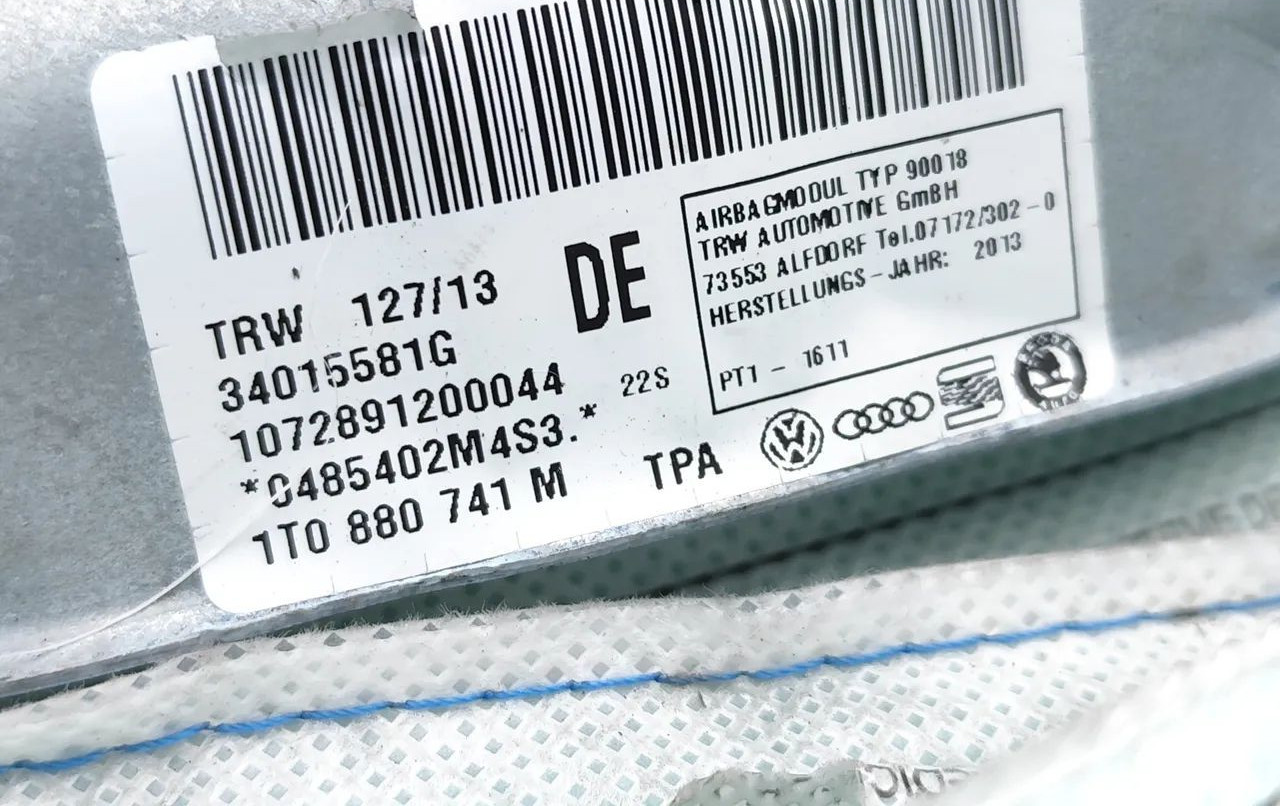 TRW 127/13
DE
34015581G
1072891200044 22S
*0485402M4S3.*
1T0 880 741 M TPA
AIRBAGMODUL TYP 90018
TRW AUTOMOTIVE GmBH
73553 ALFDORF Tel.07172/302-0
HERSTELLUNGS-JAHR: 2013
PT1 - 1611